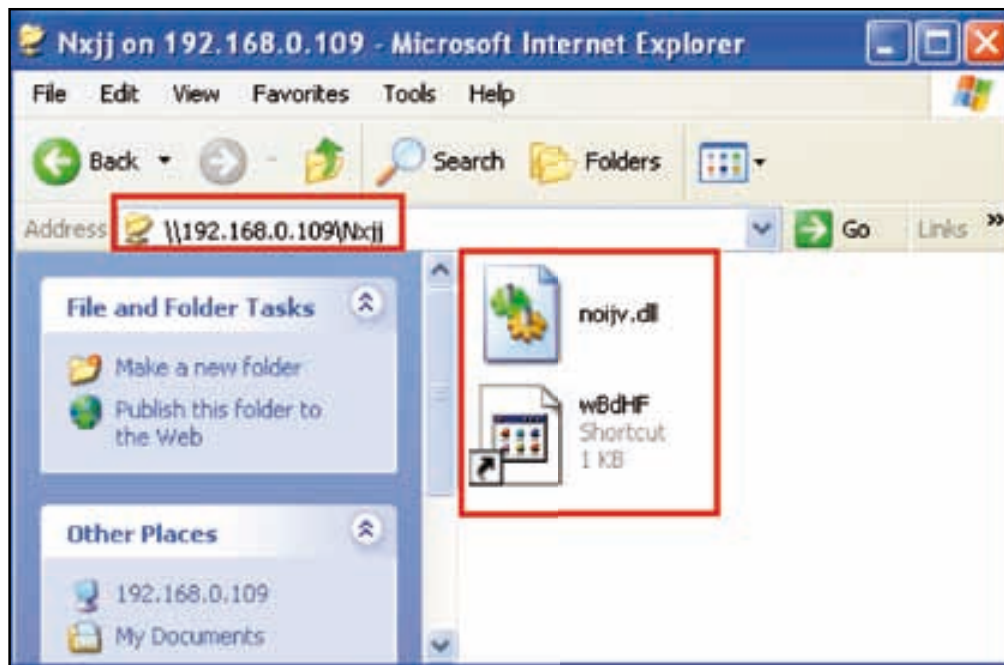 Nxjj on 192.168.0.109 - Microsoft Internet Explorer
File Edit View Favorites Tools Help
Back Search Folders
Address \\192.168.0.109\Nxjj Go Links »
File and Folder Tasks
Make a new folder
Publish this folder to
the Web
Other Places
192.168.0.109
My Documents
noijv.dll
wBdHF
Shortcut
1 KB